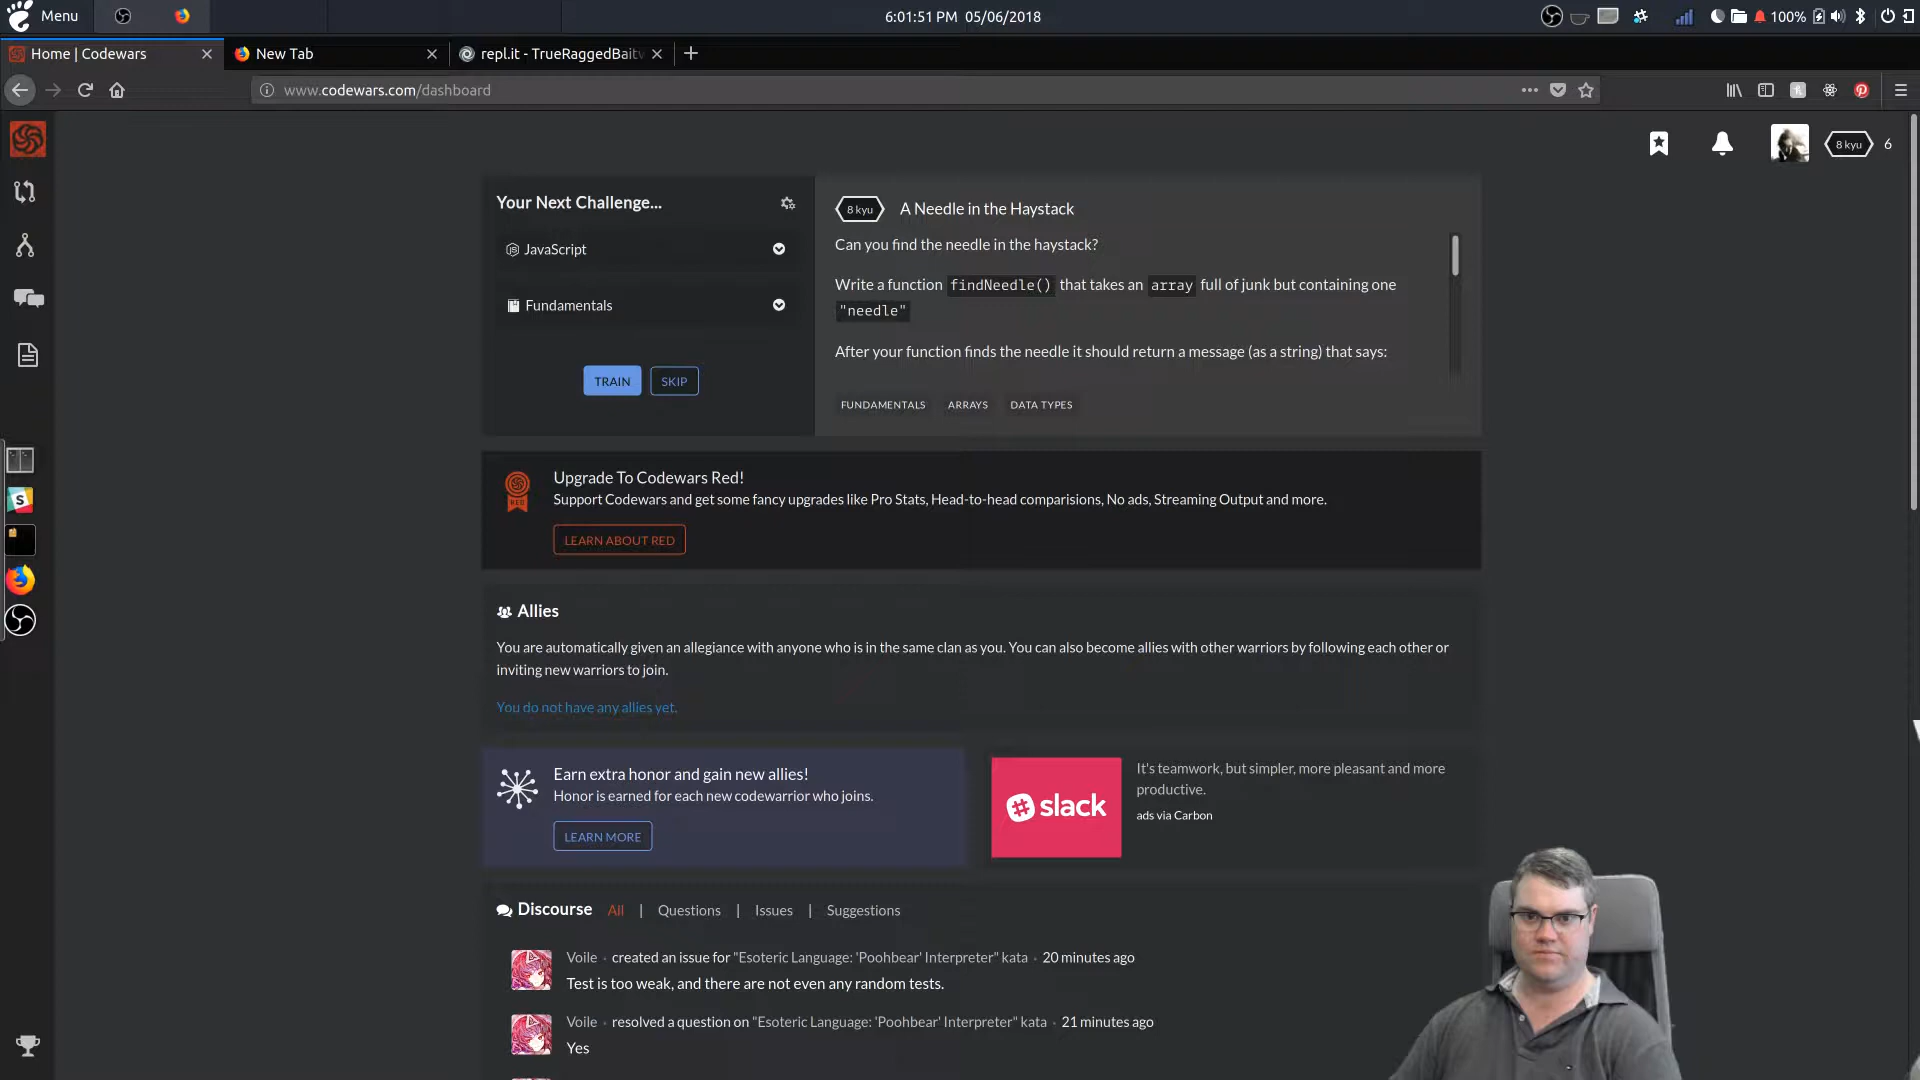 Menu
6:01:51 PM 05/06/2018
100%
Home | Codewars
New Tab
repl.it - TrueRaggedBait
www.codewars.com/dashboard
8 kyu
6
Your Next Challenge...
JavaScript
Fundamentals
TRAIN
SKIP
8 kyu
A Needle in the Haystack
Can you find the needle in the haystack?
Write a function findNeedle() that takes an array full of junk but containing one
"needle"
After your function finds the needle it should return a message (as a string) that says:
FUNDAMENTALS
ARRAYS
DATA TYPES
RED
Upgrade To Codewars Red!
Support Codewars and get some fancy upgrades like Pro Stats, Head-to-head comparisions, No ads, Streaming Output and more.
LEARN ABOUT RED
Allies
You are automatically given an allegiance with anyone who is in the same clan as you. You can also become allies with other warriors by following each other or
inviting new warriors to join.
You do not have any allies yet.
Earn extra honor and gain new allies!
Honor is earned for each new codewarrior who joins.
LEARN MORE
slack
It's teamwork, but simpler, more pleasant and more
productive.
ads via Carbon
Discourse All | Questions | Issues | Suggestions
Voile · created an issue for "Esoteric Language: 'Poohbear' Interpreter" kata · 20 minutes ago
Test is too weak, and there are not even any random tests.
Voile · resolved a question on "Esoteric Language: 'Poohbear' Interpreter" kata · 21 minutes ago
Yes